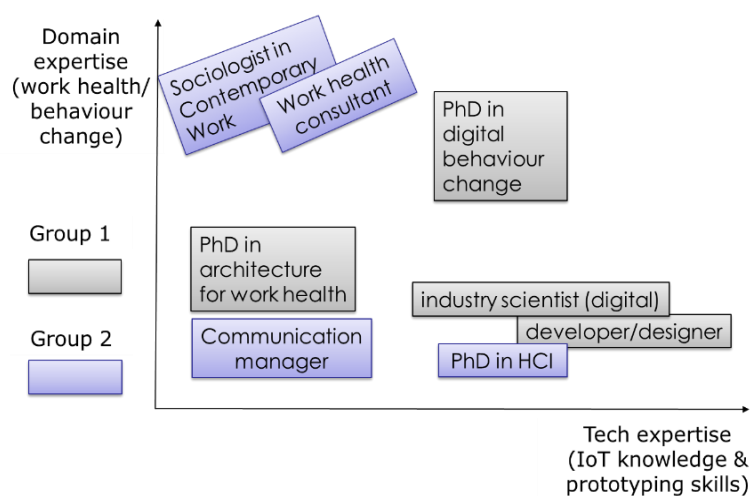 Domain
expertise
(work health/
behaviour
change)
Sociologist in
Contemporary
Work
Work health
consultant
PhD in
digital
behaviour
change
Group 1
PhD in
architecture
for work health
industry scientist (digital)
developer/designer
Group 2
Communication
manager
PhD in HCI
Tech expertise
(IoT knowledge &
prototyping skills)